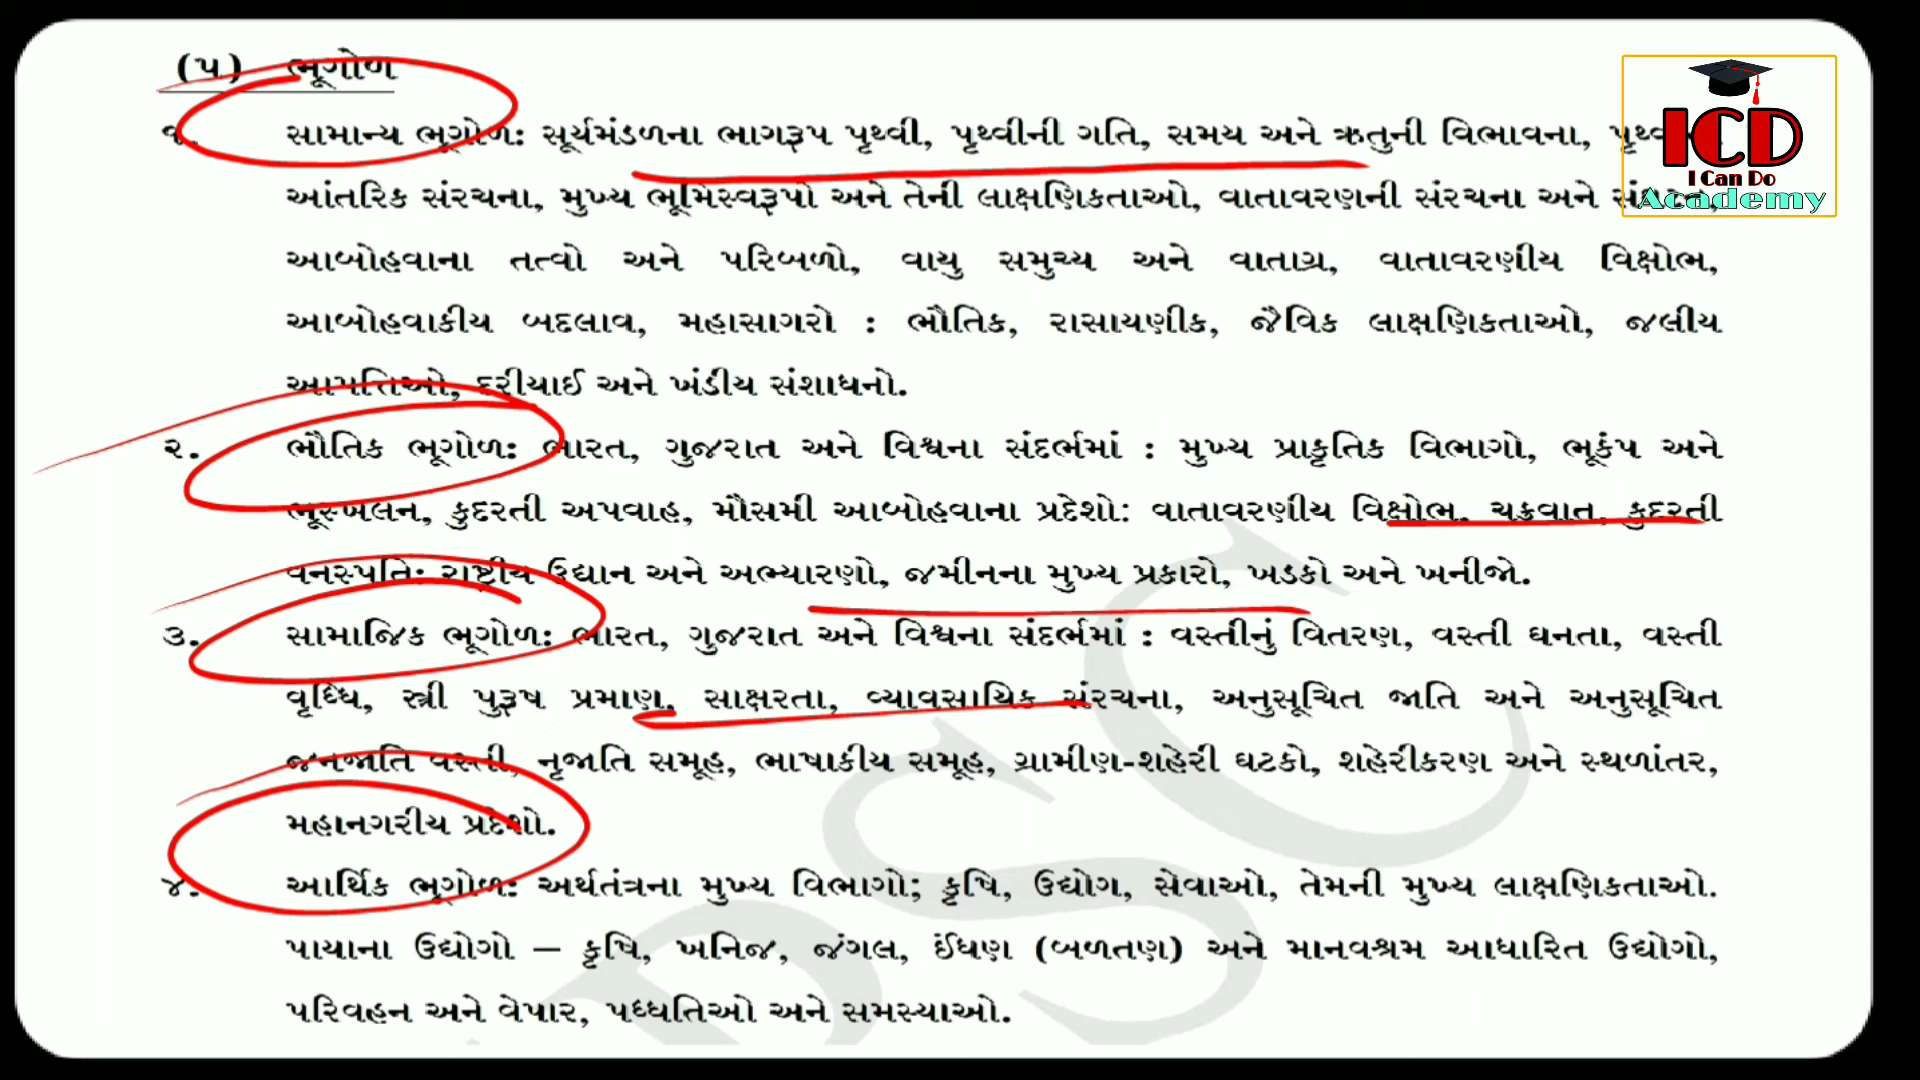 (૫) ભૂગોળ
૧. સામાન્ય ભૂગોળ: સૂર્યમંડળના ભાગરૂપ પૃથ્વી, પૃથ્વીની ગતિ, સમય અને ઋતુની વિભાવના,
આંતરિક સંરચના, મુખ્ય ભૂમિસ્વરૂપો અને તેની લાક્ષણિકતાઓ, વાતાવરણની સંરચના અને
આબોહવાના તત્વો અને પરિબળો, વાયુ સમુચ્ય અને વાતાગ્ર, વાતાવરણીય વિક્ષોભ,
આબોહવાકીય બદલાવ, મહાસાગરો : ભૌતિક, રાસાયણીક, જૈવિક લાક્ષણિકતાઓ, જલીય
આપત્તિઓ, દરીયાઈ અને ખંડીય સંશાધનો.
૨. ભૌતિક ભૂગોળ: ભારત, ગુજરાત અને વિશ્વના સંદર્ભમાં : મુખ્ય પ્રાકૃતિક વિભાગો, ભૂકંપ અને
ભૂસ્ખલન, કુદરતી અપવાહ, મૌસમી આબોહવાના પ્રદેશો: વાતાવરણીય વિક્ષોભ, ચક્રવાત, કુદરતી
વનસ્પતિ: રાષ્ટ્રીય ઉદ્યાન અને અભ્યારણો, જમીનના મુખ્ય પ્રકારો, ખડકો અને ખનીજો.
૩. સામાજિક ભૂગોળ: ભારત, ગુજરાત અને વિશ્વના સંદર્ભમાં : વસ્તીનું વિતરણ, વસ્તી ઘનતા, વસ્તી
વૃધ્ધિ, સ્ત્રી પુરૂષ પ્રમાણ, સાક્ષરતા, વ્યાવસાયિક સંરચના, અનુસૂચિત જાતિ અને અનુસૂચિત
જનજાતિ વસ્તી, નૃજાતિ સમૂહ, ભાષાકીય સમૂહ, ગ્રામીણ-શહેરી ઘટકો, શહેરીકરણ અને સ્થળાંતર,
મહાનગરીય પ્રદેશો.
૪. આર્થિક ભૂગોળ: અર્થતંત્રના મુખ્ય વિભાગો; કૃષિ, ઉદ્યોગ, સેવાઓ, તેમની મુખ્ય લાક્ષણિકતાઓ.
પાયાના ઉદ્યોગો – કૃષિ, ખનિજ, જંગલ, ઈંધણ (બળતણ) અને માનવશ્રમ આધારિત ઉદ્યોગો,
પરિવહન અને વેપાર, પધ્ધતિઓ અને સમસ્યાઓ.
ICD
I Can Do
Academy